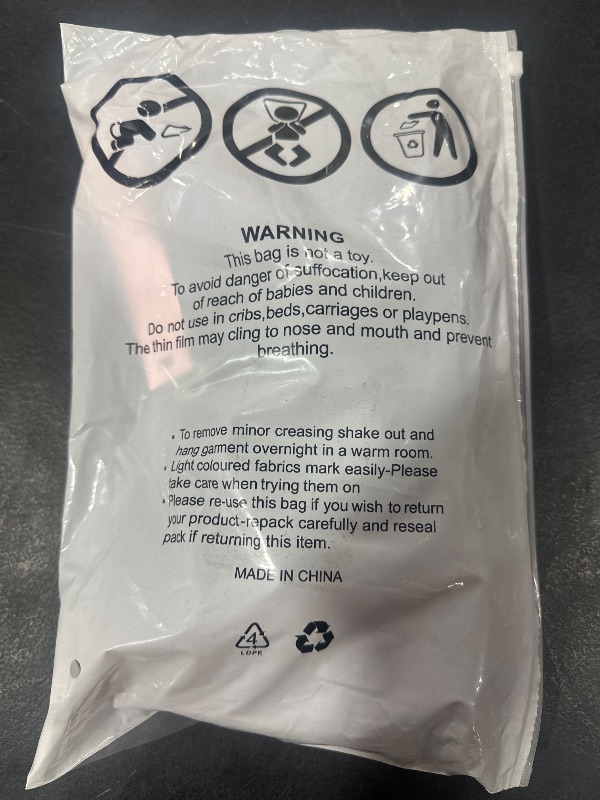 WARNING
This bag is not a toy.
To avoid danger of suffocation,keep out
of reach of babies and children.
Do not use in cribs,beds,carriages or playpens.
The thin film may cling to nose and mouth and prevent
breathing.
• To remove minor creasing shake out and
hang garment overnight in a warm room.
• Light coloured fabrics mark easily-Please
take care when trying them on
• Please re-use this bag if you wish to return
your product-repack carefully and reseal
pack if returning this item.
MADE IN CHINA
4
LDPE